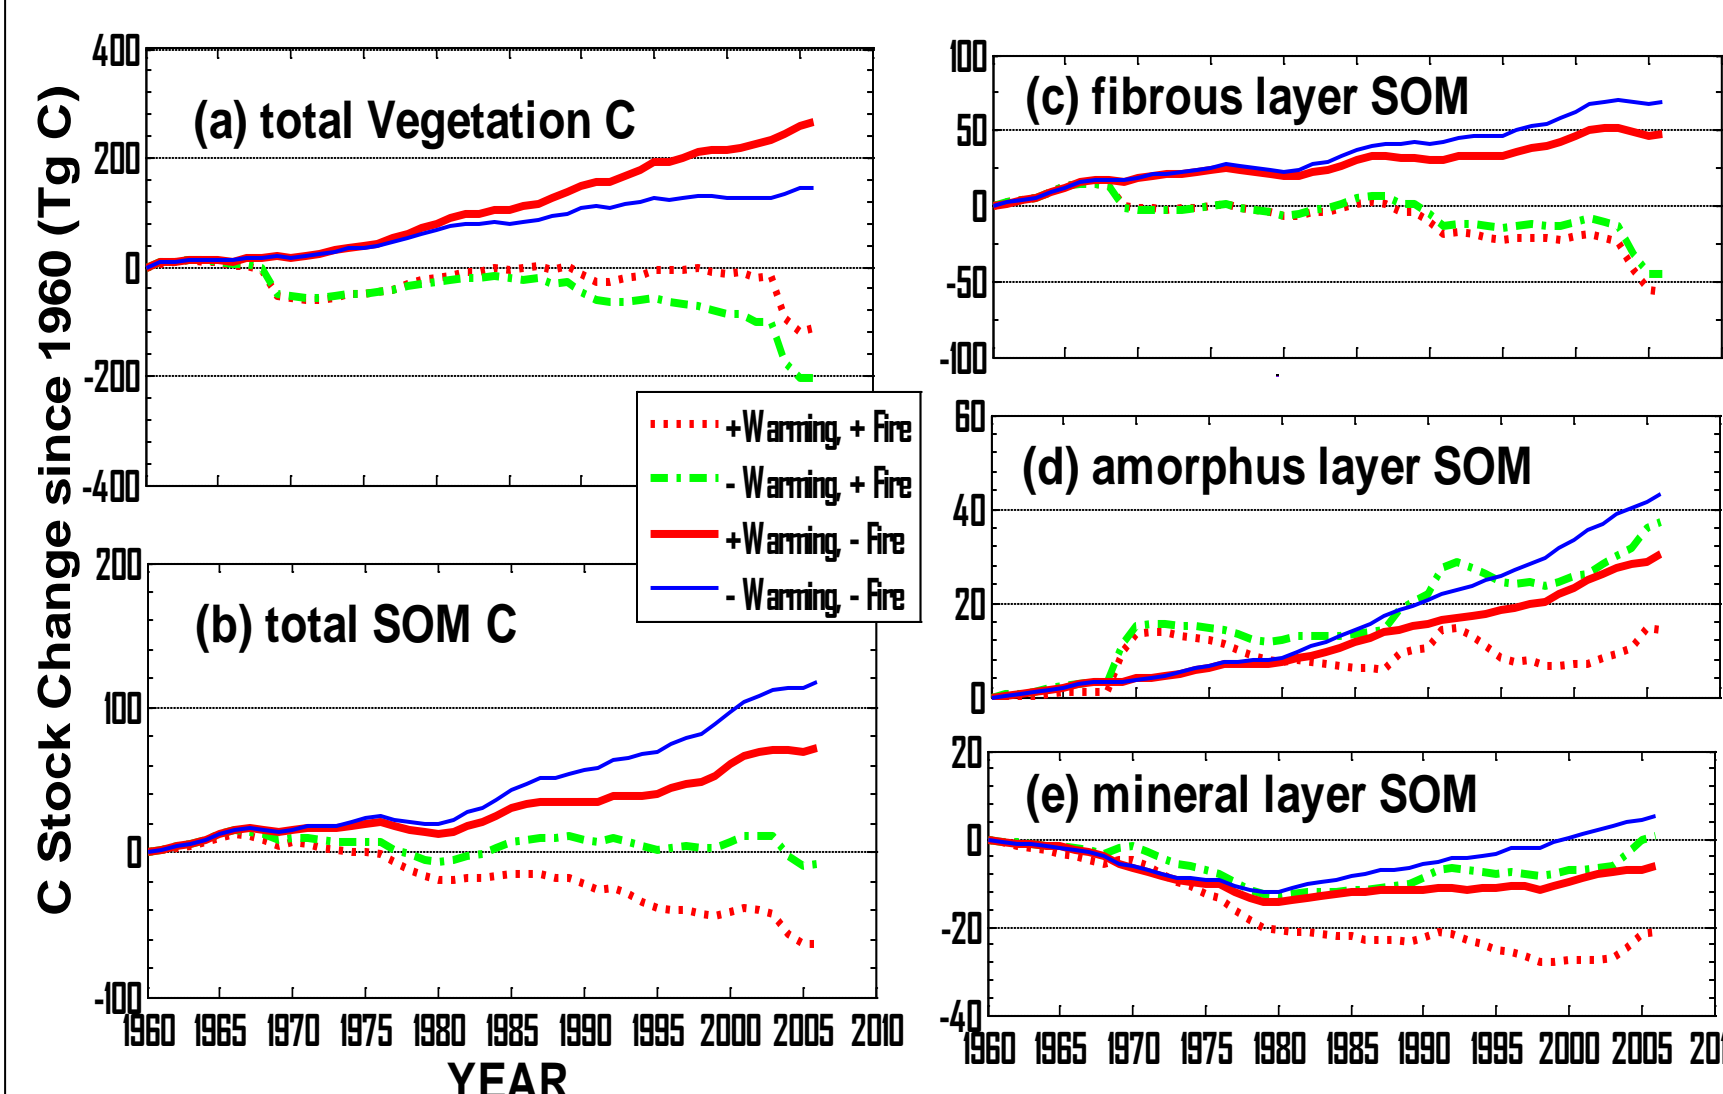 C Stock Change since 1960 (Tg C)
400
200
0
-200
-400
(a) total Vegetation C
+Warming, + Fire
- Warming, + Fire
+Warming, - Fire
- Warming, - Fire
200
100
0
-100
(b) total SOM C
1960 1965 1970 1975 1980 1985 1990 1995 2000 2005 2010
YEAR
100
50
0
-50
-100
(c) fibrous layer SOM
60
40
20
0
(d) amorphus layer SOM
20
0
-20
-40
(e) mineral layer SOM
1960 1965 1970 1975 1980 1985 1990 1995 2000 2005